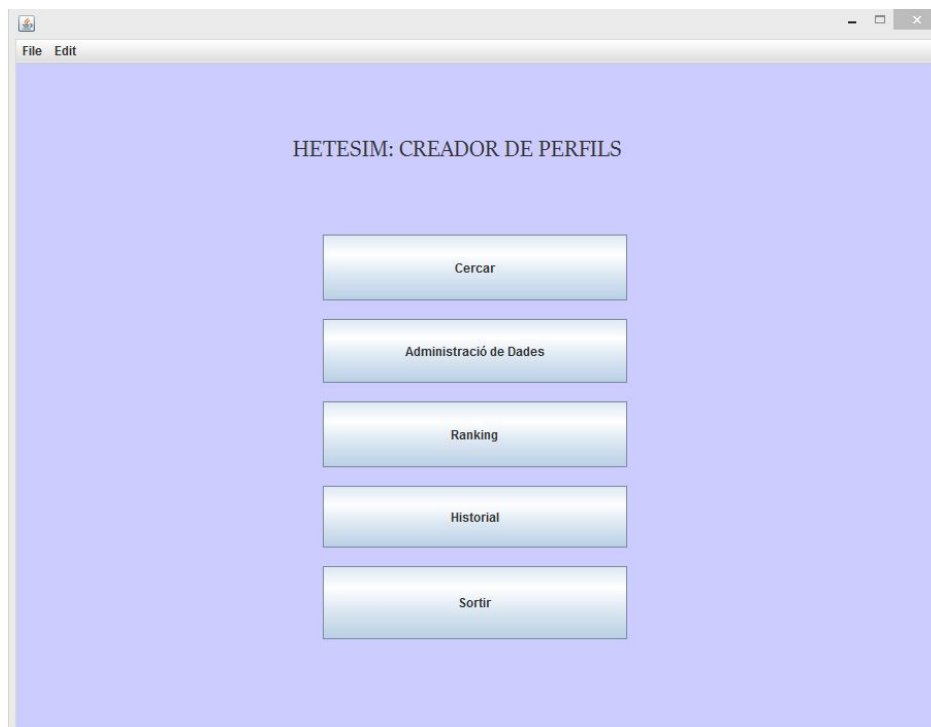 File Edit
HETESIM: CREADOR DE PERFILS
Cercar
Administració de Dades
Ranking
Historial
Sortir